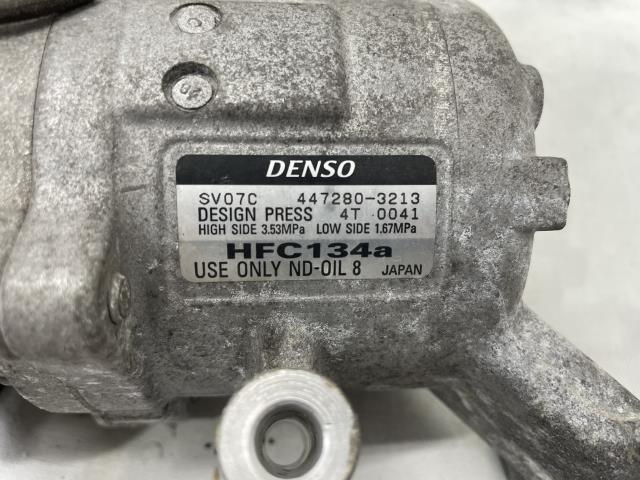 DENSO
SV07C 447280-3213
DESIGN PRESS 4T 0041
HIGH SIDE 3.53MPa LOW SIDE 1.67MPa
HFC134a
USE ONLY ND-OIL 8 JAPAN